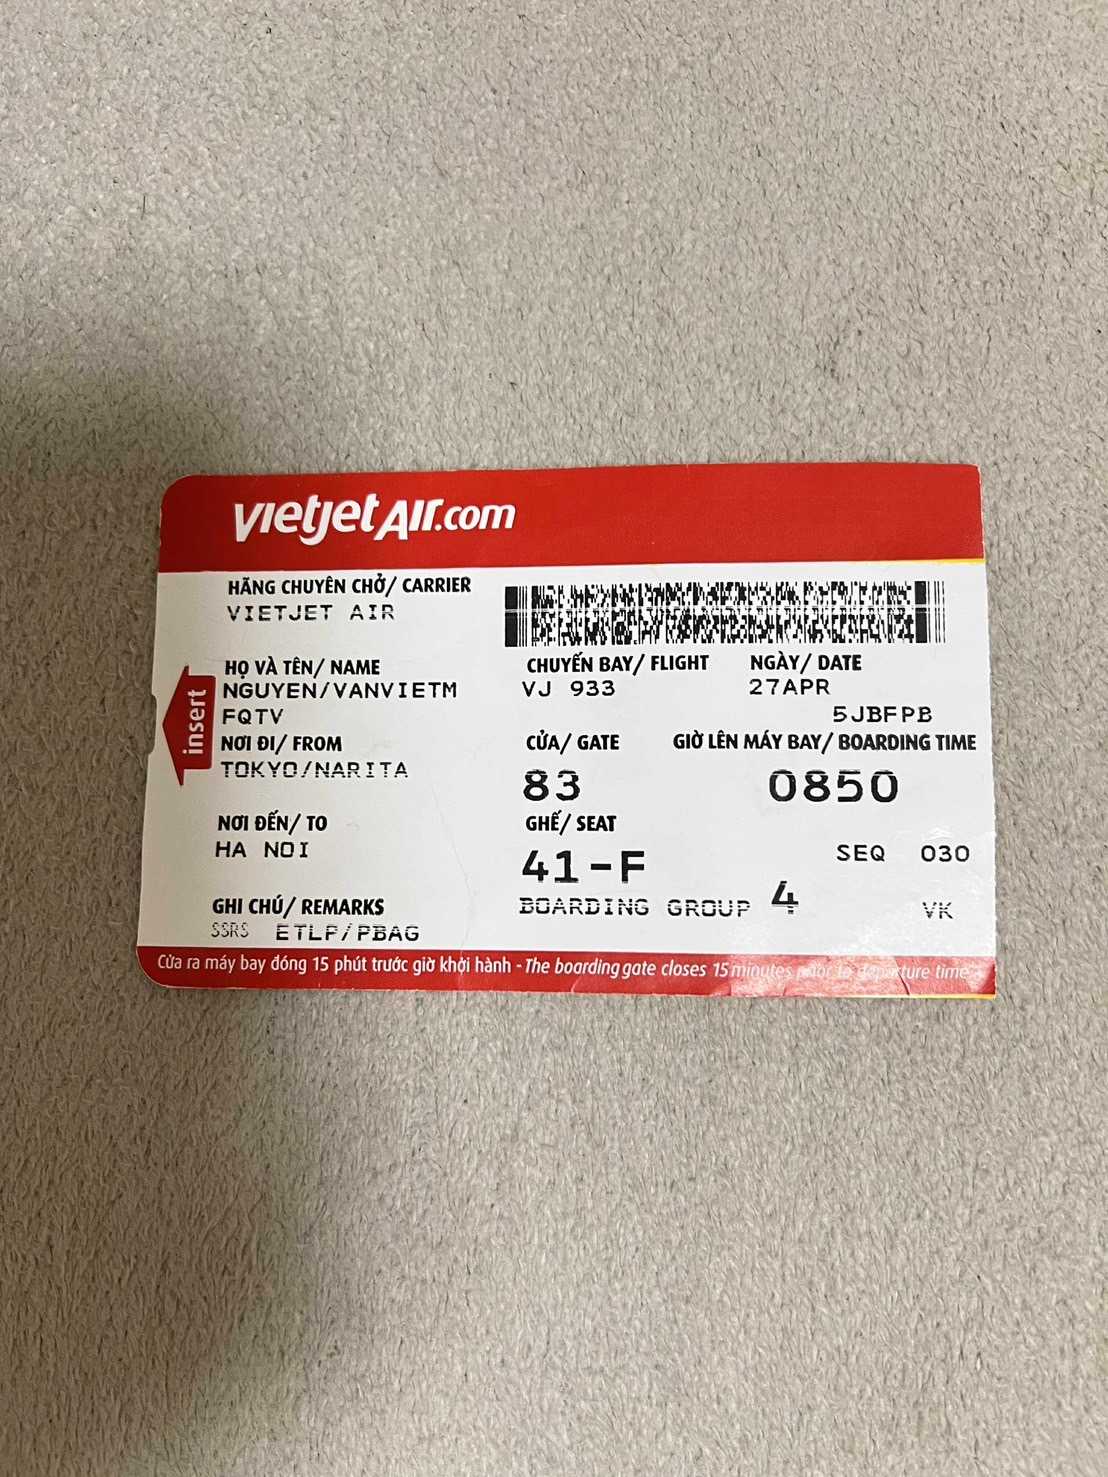 vietjetAir.com
HÃNG CHUYÊN CHỞ/ CARRIER
VIETJET AIR
HỌ VÀ TÊN/ NAME
NGUYEN/VANVIETM
FQTV
CHUYẾN BAY/ FLIGHT
VJ 933
NGÀY/ DATE
27APR
5JBFPB
insert
NƠI ĐI/ FROM
TOKYO/NARITA
CỬA/ GATE
83
GIỜ LÊN MÁY BAY/ BOARDING TIME
0850
NƠI ĐẾN/ TO
HA NOI
GHẾ/ SEAT
41-F
SEQ 030
BOARDING GROUP 4
VK
GHI CHÚ/ REMARKS
SSRS ETLP/PBAG
Cửa ra máy bay đóng 15 phút trước giờ khởi hành - The boarding gate closes 15 minutes prior to departure time